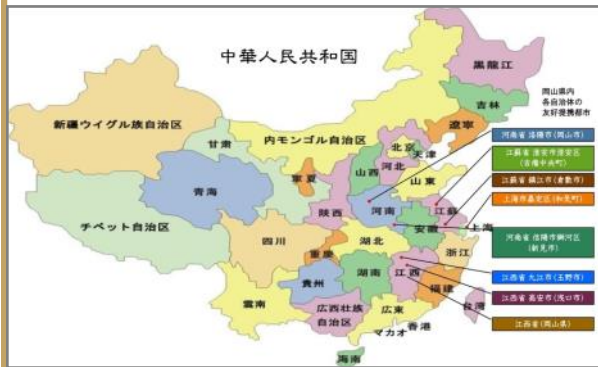 中華人民共和国
黒龍江
吉林
遼寧
岡山県内
各自治体の
友好提携都市
新疆ウイグル族自治区
内モンゴル自治区
甘粛
北京
天津
河北
山西
寧夏
山東
青海
陝西
河南
江蘇
チベット自治区
安徽
上海
四川
重慶
湖北
浙江
湖南
江西
貴州
福建
雲南
広西壮族
自治区
広東
台湾
香港
マカオ
海南
河南省 洛陽市(岡山市)
江蘇省 淮安市淮安区
(吉備中央町)
江蘇省 鎮江市(倉敷市)
上海市嘉定区(和気町)
河南省 信陽市浉河区
(新見市)
江西省 九江市(玉野市)
江西省 高安市(浅口市)
江西省(岡山県)